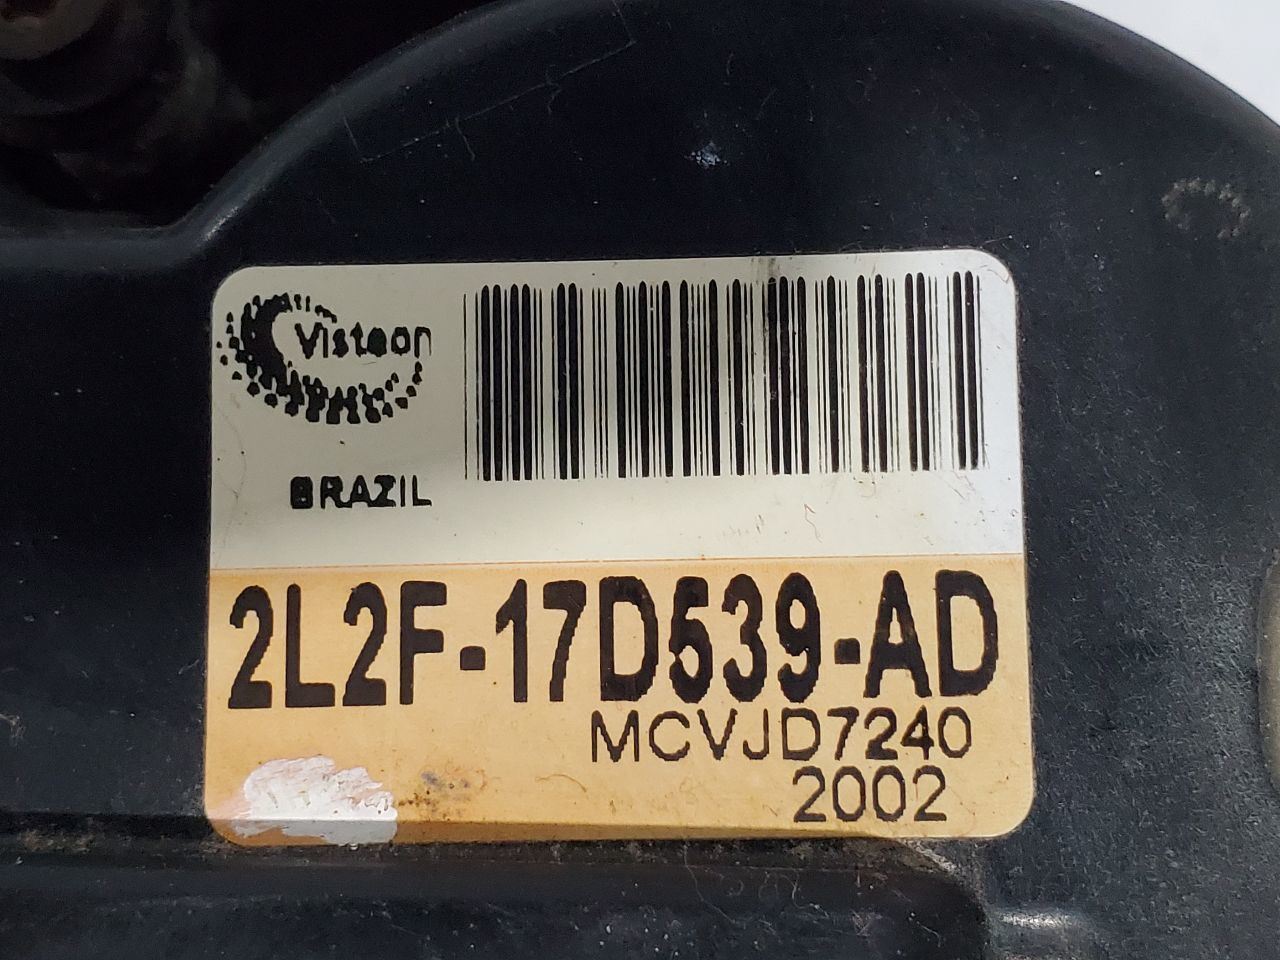 Visteon
BRAZIL
2L2F-17D539-AD
MCVJD7240
2002